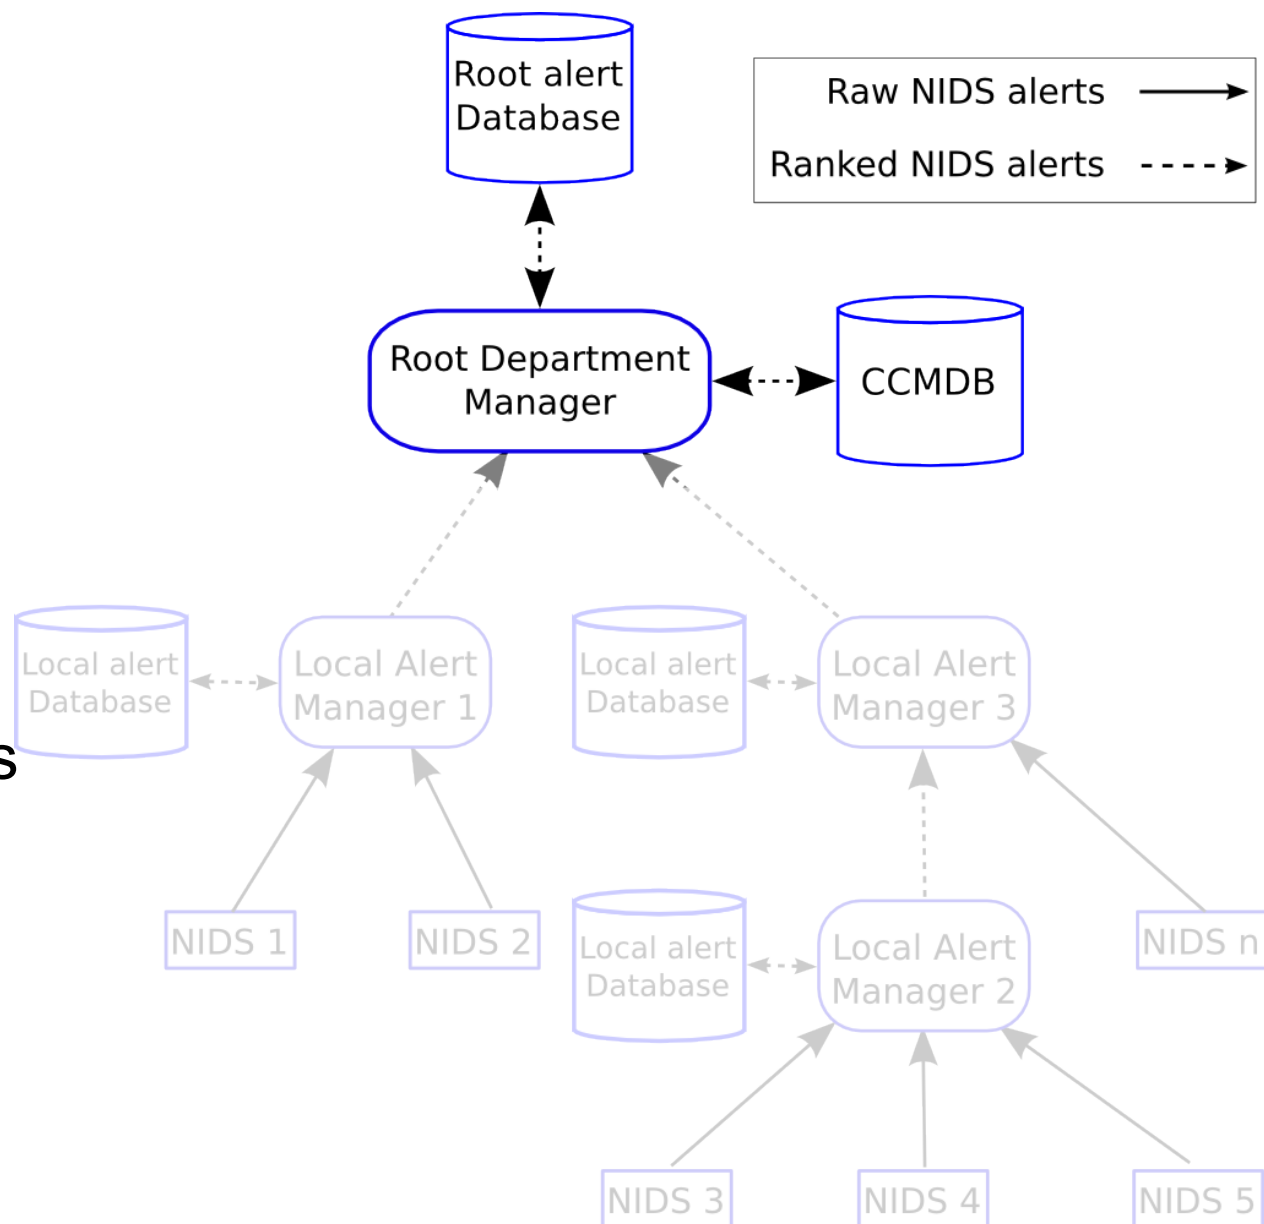 Root alert
Database
Raw NIDS alerts
Ranked NIDS alerts
Root Department
Manager
CCMDB
Local alert
Database
Local Alert
Manager 1
Local alert
Database
Local Alert
Manager 3
s
NIDS 1
NIDS 2
Local alert
Database
Local Alert
Manager 2
NIDS n
NIDS 3
NIDS 4
NIDS 5